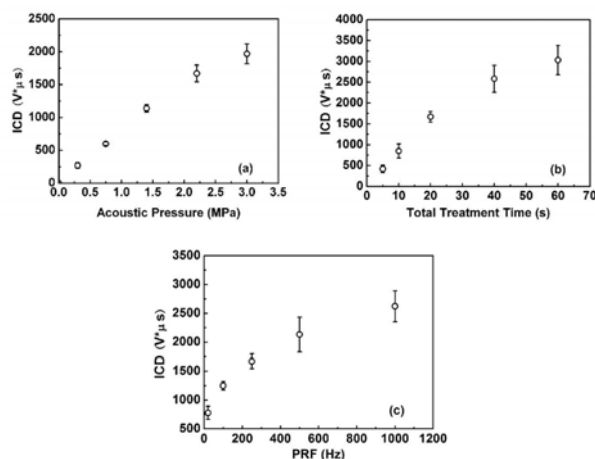 2500
2000
1500
1000
500
0
ICD (V*μ s)
(a)
0.0 0.5 1.0 1.5 2.0 2.5 3.0 3.5
Acoustic Pressure (MPa)
4000
3500
3000
2500
2000
1500
1000
500
0
ICD (V*μ s)
(b)
0 10 20 30 40 50 60 70
Total Treatment Time (s)
3500
3000
2500
2000
1500
1000
500
ICD (V*μ s)
(c)
0 200 400 600 800 1000 1200
PRF (Hz)